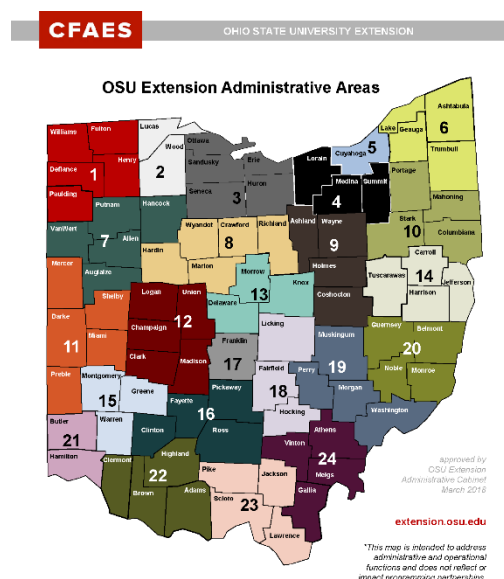 CFAES
OHIO STATE UNIVERSITY EXTENSION
OSU Extension Administrative Areas
Williams
Fulton
Lucas
Wood
Ottawa
Sandusky
Erie
Lorain
Cuyahoga
Lake
Geauga
Ashtabula
Trumbull
Defiance
Henry
Paulding
Seneca
Huron
Medina
Summit
Portage
Mahoning
1
2
3
4
5
6
Putnam
Hancock
VanWert
Allen
Wyandot
Crawford
Richland
Ashland
Wayne
Stark
Columbiana
7
8
9
10
Hardin
Marion
Morrow
Holmes
Carroll
Tuscarawas
Harrison
Jefferson
Mercer
Auglaize
13
14
Shelby
Logan
Union
Delaware
Knox
Coshocton
Darke
Miami
Champaign
Clark
Madison
Franklin
Licking
Muskingum
Guernsey
Belmont
11
12
17
19
20
Preble
Montgomery
Greene
Fayette
Pickewey
Fairfield
Perry
Morgan
Noble
Monroe
15
16
18
Hocking
Washington
Butler
Warren
Clinton
Ross
Athens
Vinton
Meigs
21
24
Hamilton
Clermont
Highland
Brown
Adams
Pike
Jackson
Scioto
Gallia
Lawrence
22
23
approved by
OSU Extension
Administrative Cabinet
March 2018
extension.osu.edu
"This map is intended to address
administrative and operational
functions and does not reflect or
impact programming partnerships.